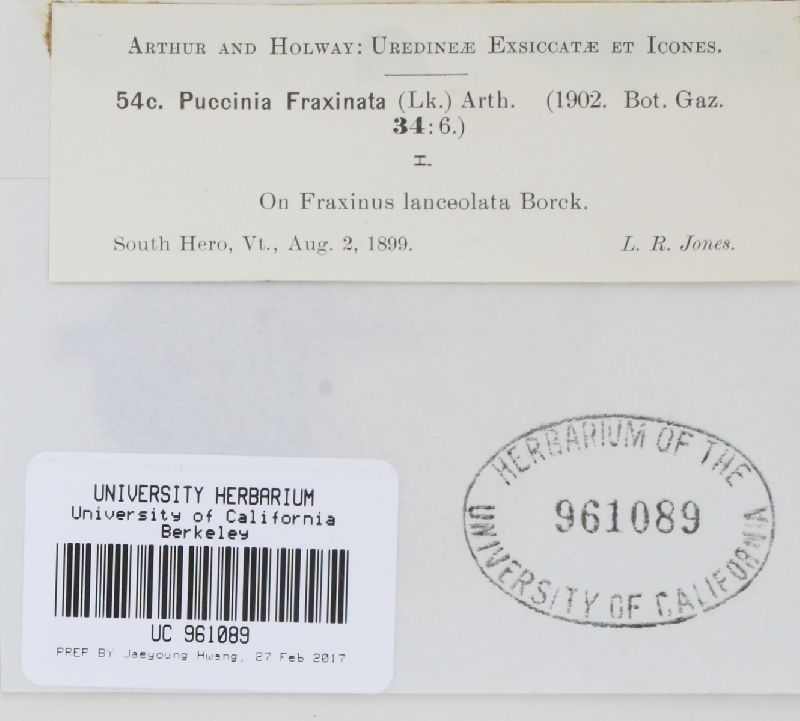 ARTHUR AND HOLWAY: UREDINEÆ EXSICCATÆ ET ICONES.
54c. Puccinia Fraxinata (Lk.) Arth. (1902. Bot. Gaz.
34:6.)
I.
On Fraxinus lanceolata Borck.
South Hero, Vt., Aug. 2, 1899. L. R. Jones.
HERBARIUM OF THE
961089
UNIVERSITY OF CALIFORNIA
UNIVERSITY HERBARIUM
University of California
Berkeley
UC 961089
PREP BY Jaeyoung Hwang, 27 Feb 2017